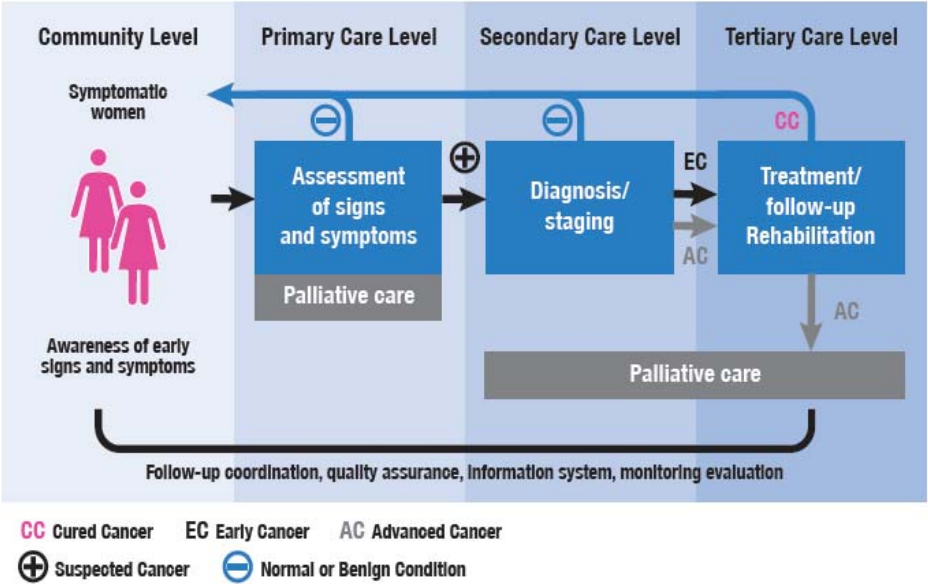 Community Level
Primary Care Level
Secondary Care Level
Tertiary Care Level
Symptomatic
women
CC
Assessment
of signs
and symptoms
Palliative care
Diagnosis/
staging
EC
AC
Treatment/
follow-up
Rehabilitation
AC
Palliative care
Awareness of early
signs and symptoms
Follow-up coordination, quality assurance, information system, monitoring evaluation
CC Cured Cancer
EC Early Cancer
AC Advanced Cancer
Suspected Cancer
Normal or Benign Condition